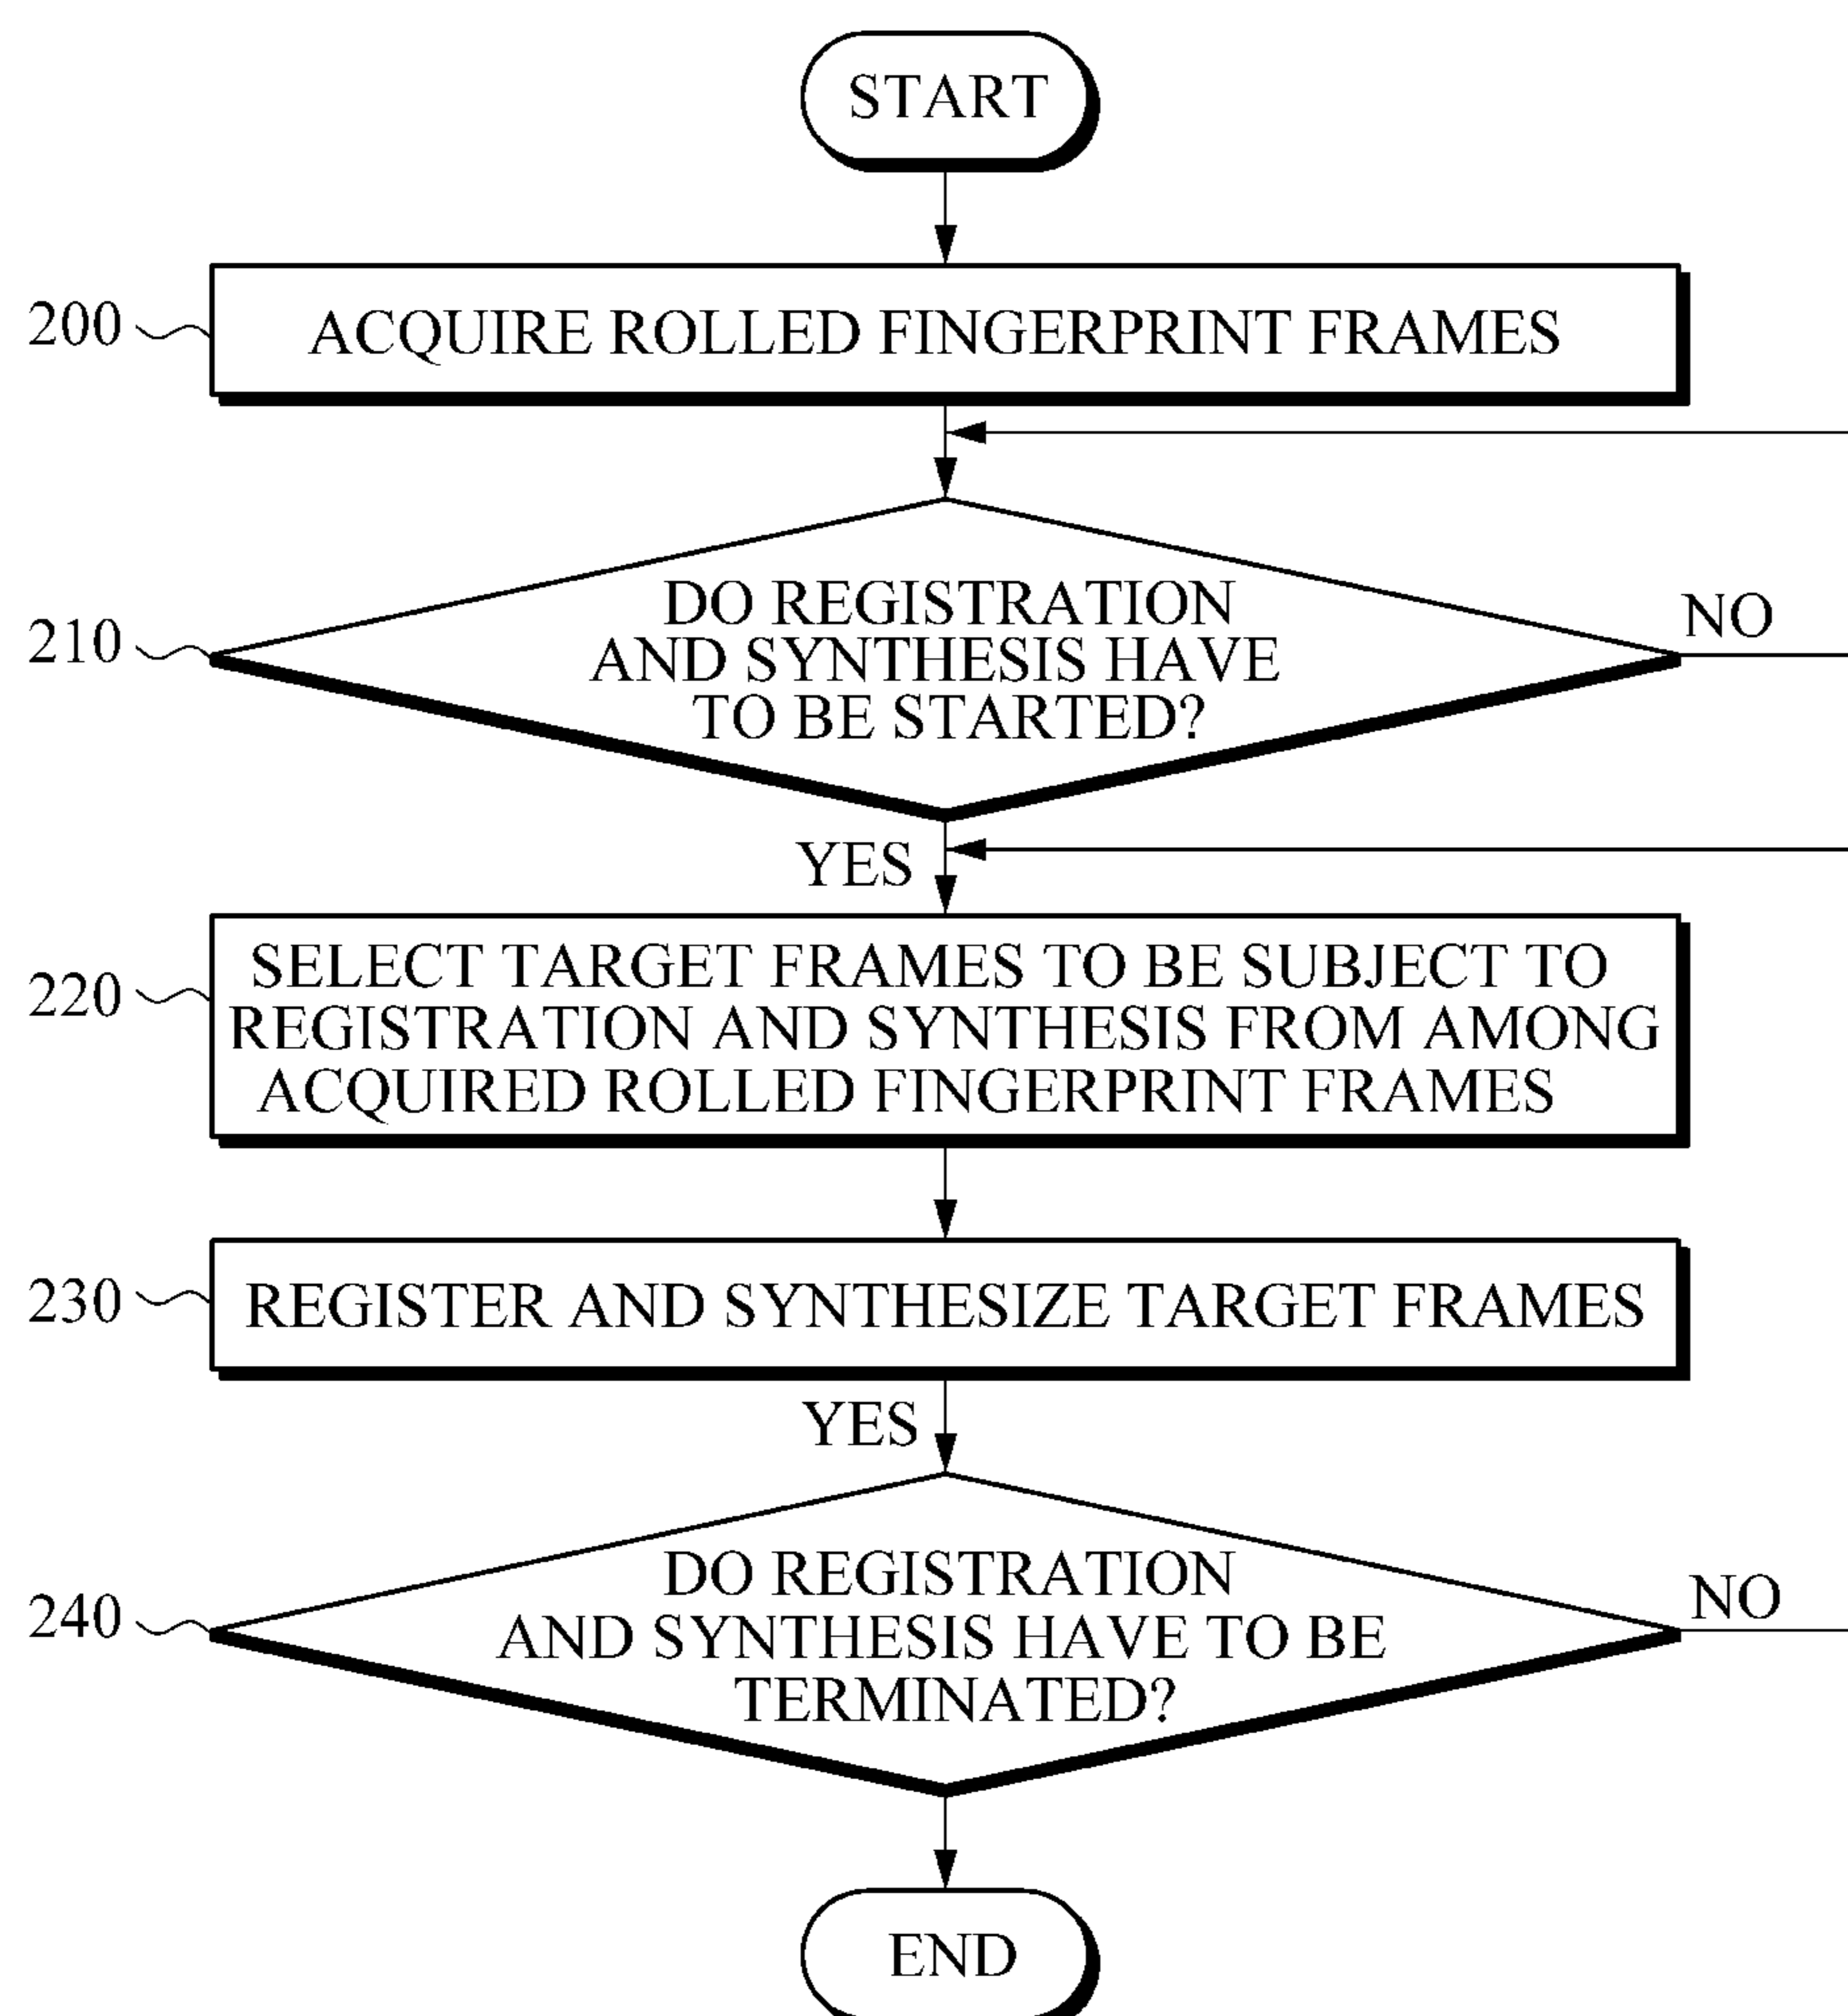 START
200
ACQUIRE ROLLED FINGERPRINT FRAMES
210
DO REGISTRATION
AND SYNTHESIS HAVE
TO BE STARTED?
NO
YES
220
SELECT TARGET FRAMES TO BE SUBJECT TO
REGISTRATION AND SYNTHESIS FROM AMONG
ACQUIRED ROLLED FINGERPRINT FRAMES
230
REGISTER AND SYNTHESIZE TARGET FRAMES
YES
240
DO REGISTRATION
AND SYNTHESIS HAVE TO BE
TERMINATED?
NO
END